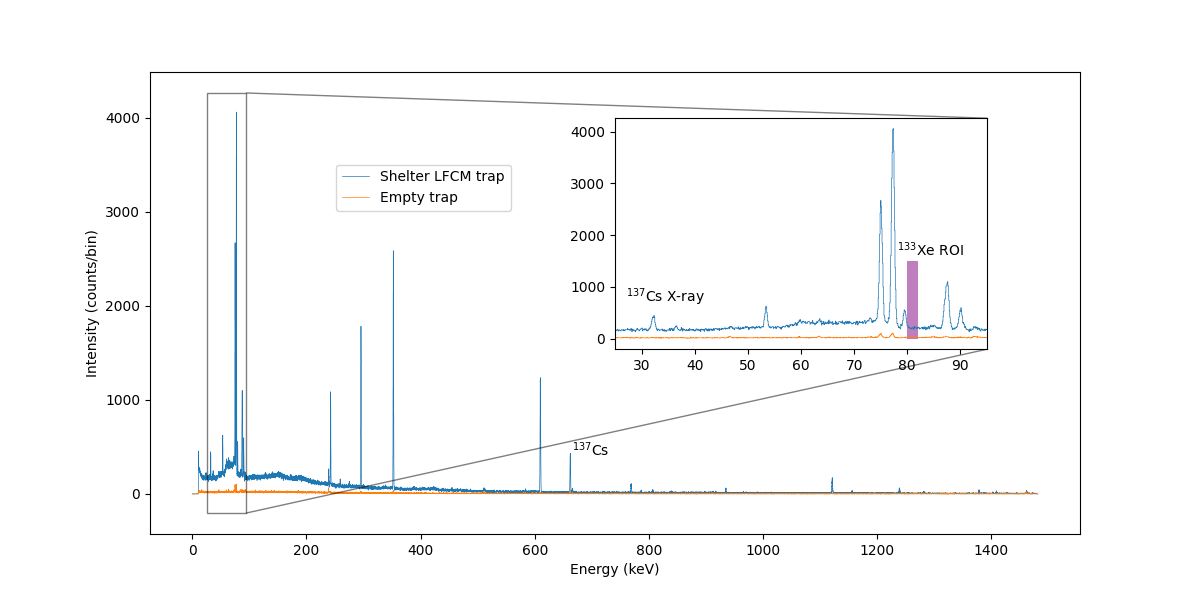 4000
3000
2000
1000
0
Intensity (counts/bin)
0 200 400 600 800 1000 1200 1400
Energy (keV)
Shelter LFCM trap
Empty trap
137Cs
4000
3000
2000
1000
0
30 40 50 60 70 80 90
133Xe ROI
137Cs X-ray